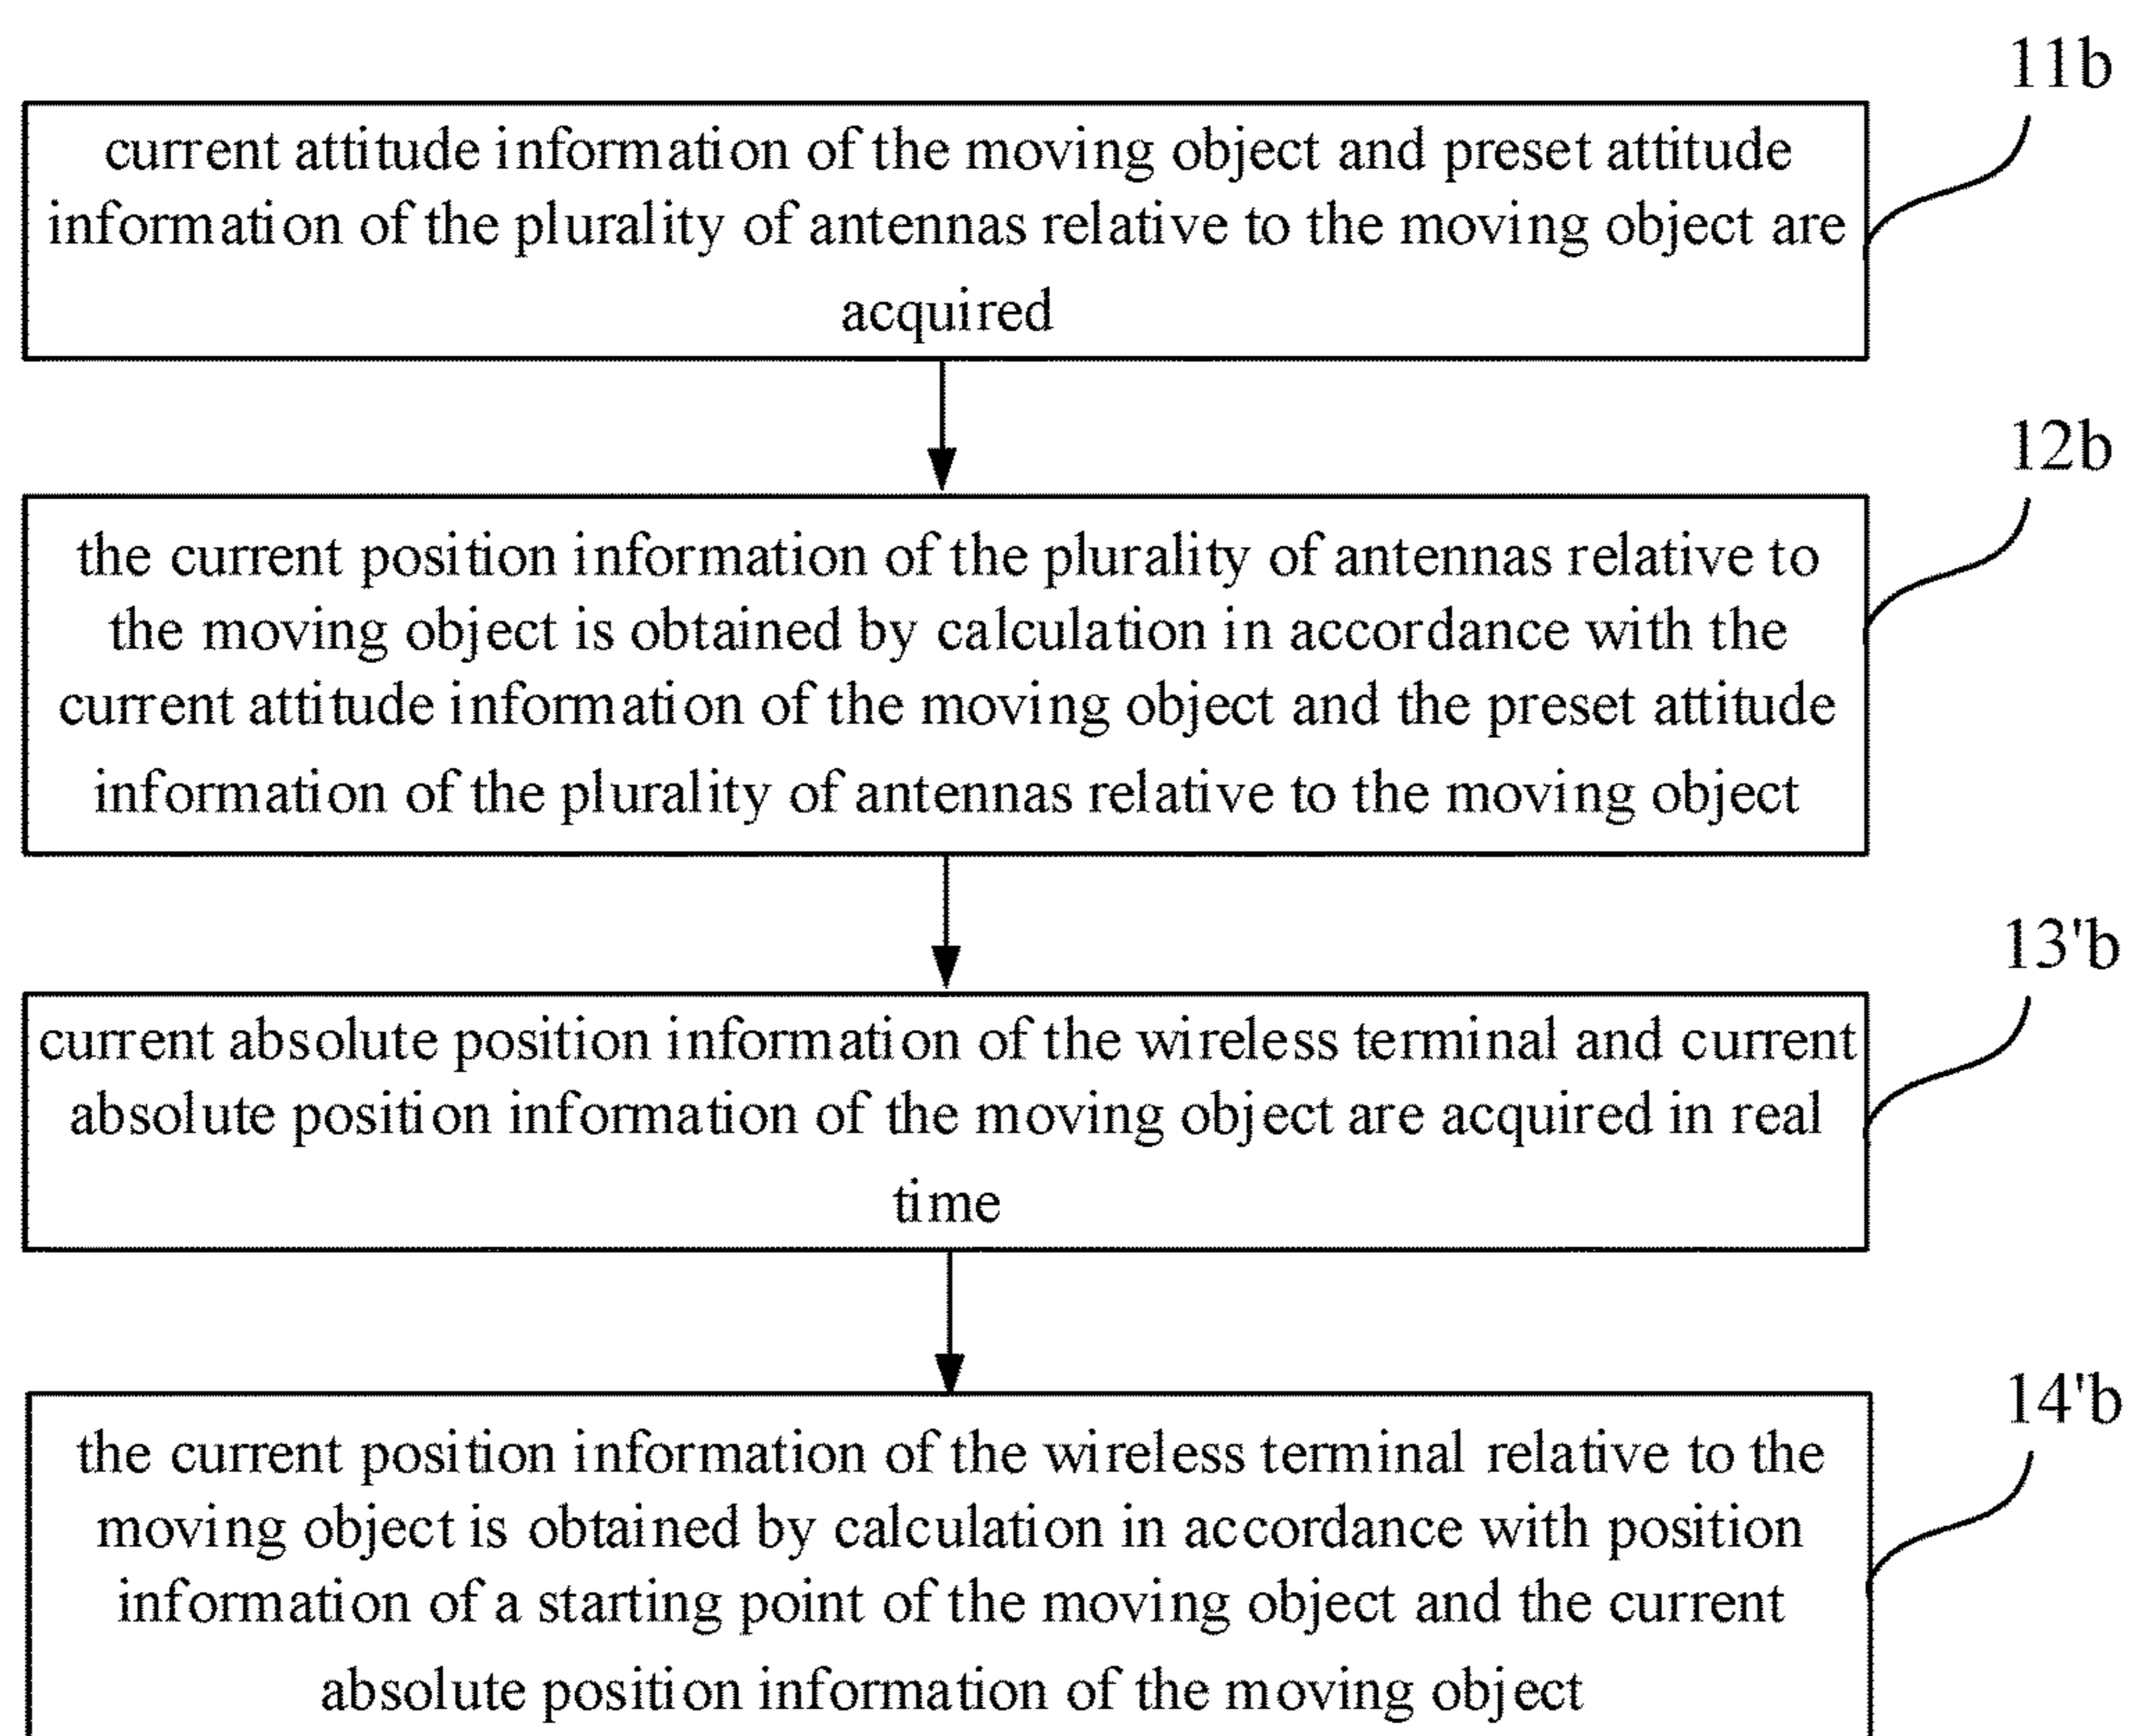 11b
current attitude information of the moving object and preset attitude
information of the plurality of antennas relative to the moving object are
acquired
12b
the current position information of the plurality of antennas relative to
the moving object is obtained by calculation in accordance with the
current attitude information of the moving object and the preset attitude
information of the plurality of antennas relative to the moving object
13'b
current absolute position information of the wireless terminal and current
absolute position information of the moving object are acquired in real
time
14'b
the current position information of the wireless terminal relative to the
moving object is obtained by calculation in accordance with position
information of a starting point of the moving object and the current
absolute position information of the moving object